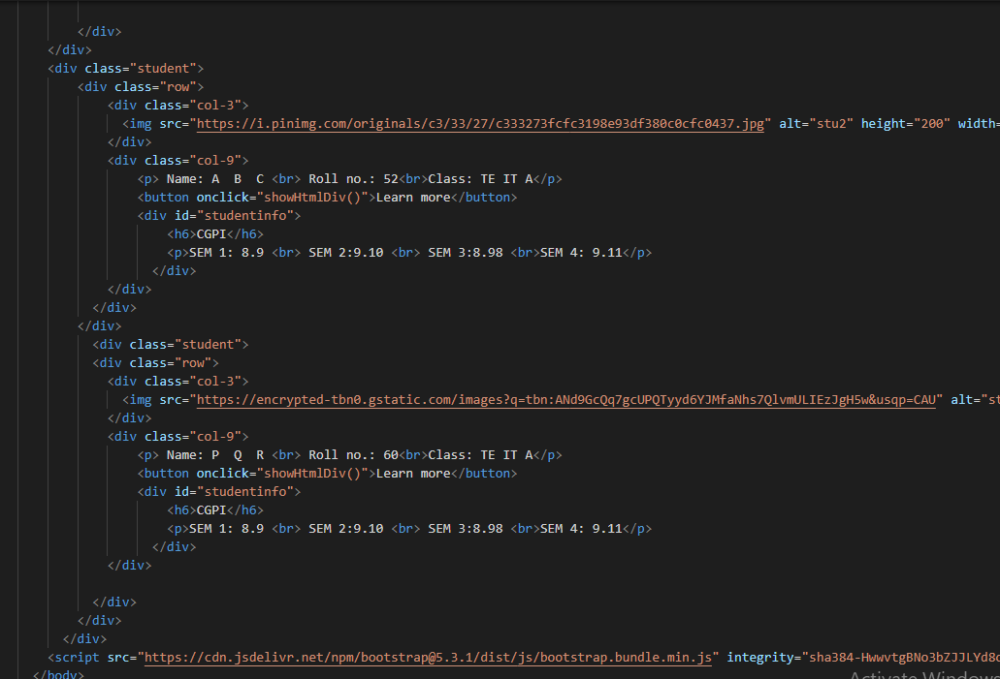 </div>
</div>
<div class="student">
<div class="row">
<div class="col-3">
<img src="https://i.pinimg.com/originals/c3/33/27/c333273fcfc3198e93df380c0cfc0437.jpg" alt="stu2" height="200" width=
</div>
<div class="col-9">
<p> Name: A  B  C <br> Roll no.: 52<br>Class: TE IT A</p>
<button onclick="showHtmlDiv()">Learn more</button>
<div id="studentinfo">
<h6>CGPI</h6>
<p>SEM 1: 8.9 <br> SEM 2:9.10 <br> SEM 3:8.98 <br>SEM 4: 9.11</p>
</div>
</div>
</div>
</div>
<div class="student">
<div class="row">
<div class="col-3">
<img src="https://encrypted-tbn0.gstatic.com/images?q=tbn:ANd9GcQq7gcUPQTyyd6YJMfaNhs7QlvmULIEzJgH5w&usqp=CAU" alt="st
</div>
<div class="col-9">
<p> Name: P  Q  R <br> Roll no.: 60<br>Class: TE IT A</p>
<button onclick="showHtmlDiv()">Learn more</button>
<div id="studentinfo">
<h6>CGPI</h6>
<p>SEM 1: 8.9 <br> SEM 2:9.10 <br> SEM 3:8.98 <br>SEM 4: 9.11</p>
</div>
</div>
</div>
</div>
</div>
<script src="https://cdn.jsdelivr.net/npm/bootstrap@5.3.1/dist/js/bootstrap.bundle.min.js" integrity="sha384-HwwvtgBNo3bZJJLYd8o
</body>
Activate Windows